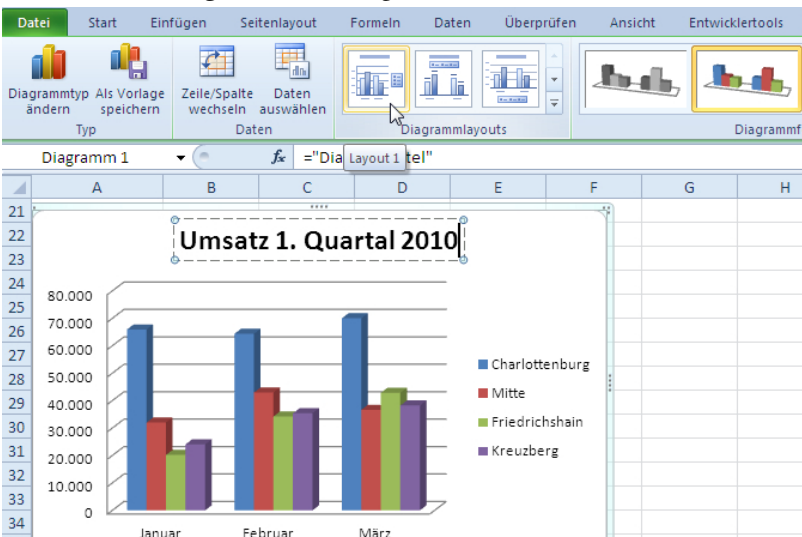 Datei Start Einfügen Seitenlayout Formeln Daten Überprüfen Ansicht Entwicklertools
Diagrammtyp ändern Als Vorlage speichern Zeile/Spalte wechseln Daten auswählen
Typ Daten Diagrammlayouts Diagrammf
Diagramm 1 fx ="Dia tel"
Layout 1
A B C D E F G H
21
22
23
24
25
26
27
28
29
30
31
32
33
34
Umsatz 1. Quartal 2010
80.000
70.000
60.000
50.000
40.000
30.000
20.000
10.000
0
Januar Februar März
Charlottenburg
Mitte
Friedrichshain
Kreuzberg